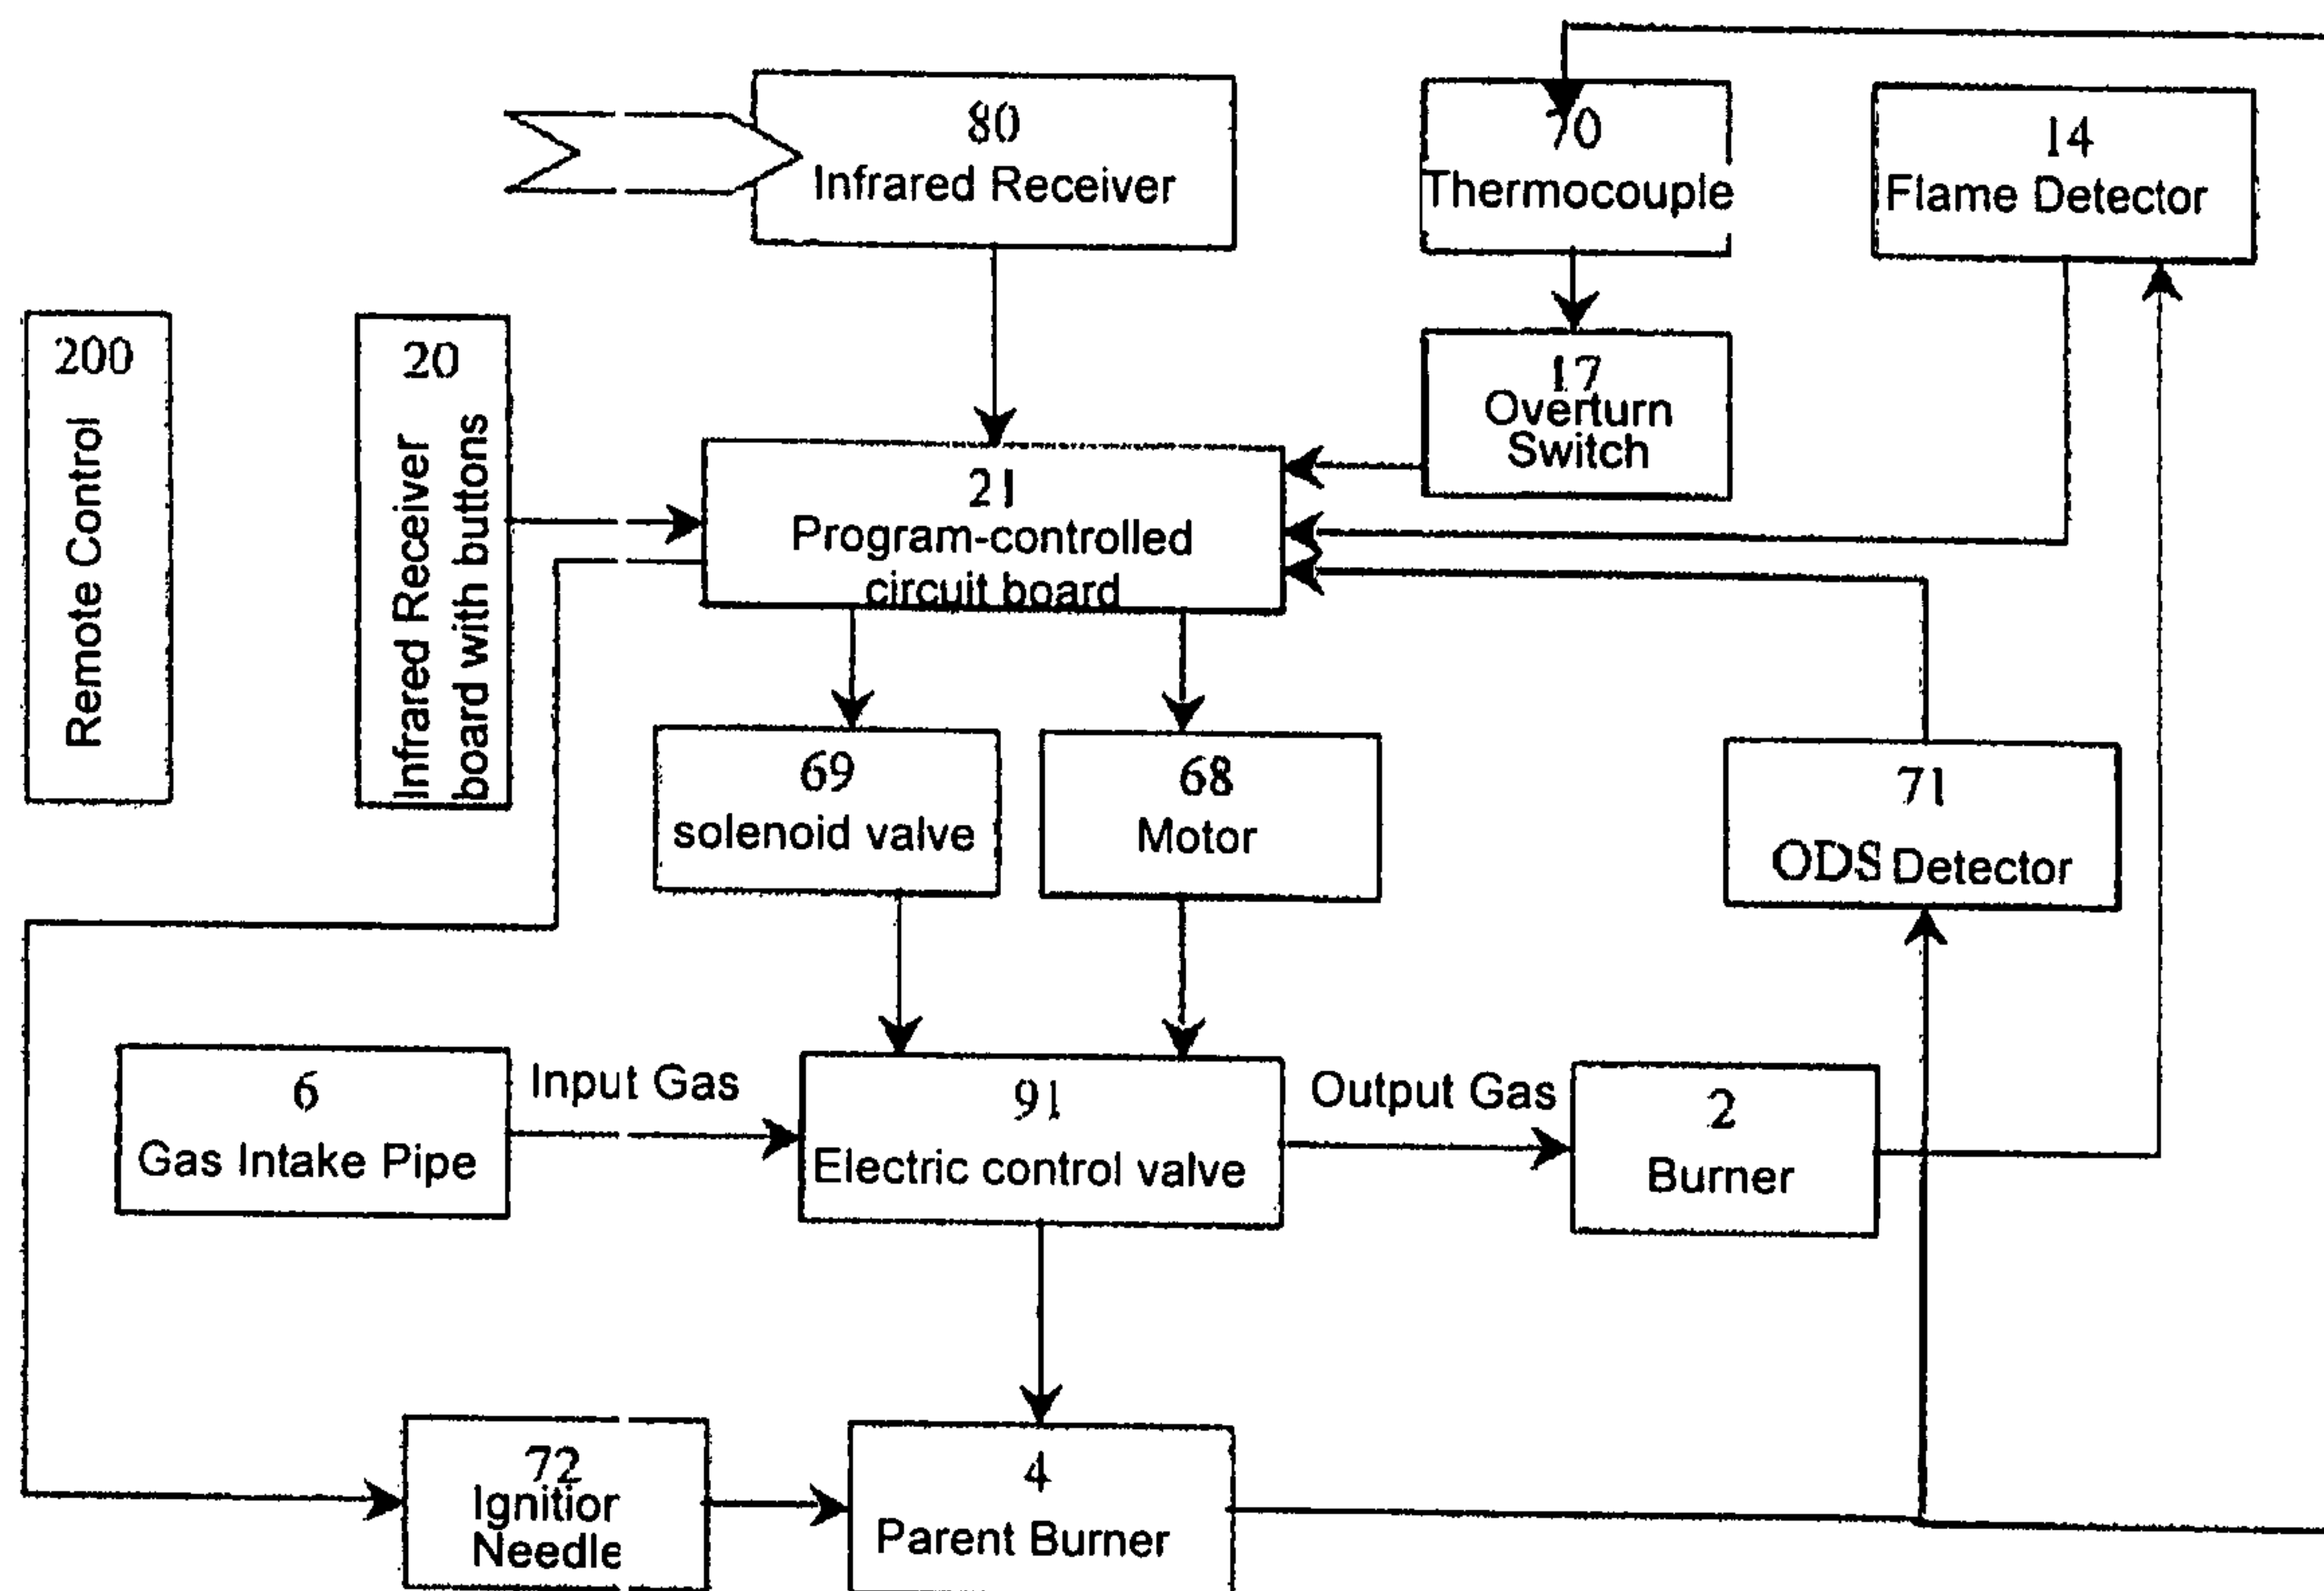 80
Infrared Receiver
70
Thermocouple
14
Flame Detector
200
Remote Control
20
Infrared Receiver
board with buttons
17
Overturn
Switch
21
Program-controlled
circuit board
69
solenoid valve
68
Motor
71
ODS Detector
6
Gas Intake Pipe
Input Gas
91
Electric control valve
Output Gas
2
Burner
72
Ignition
Needle
4
Parent Burner